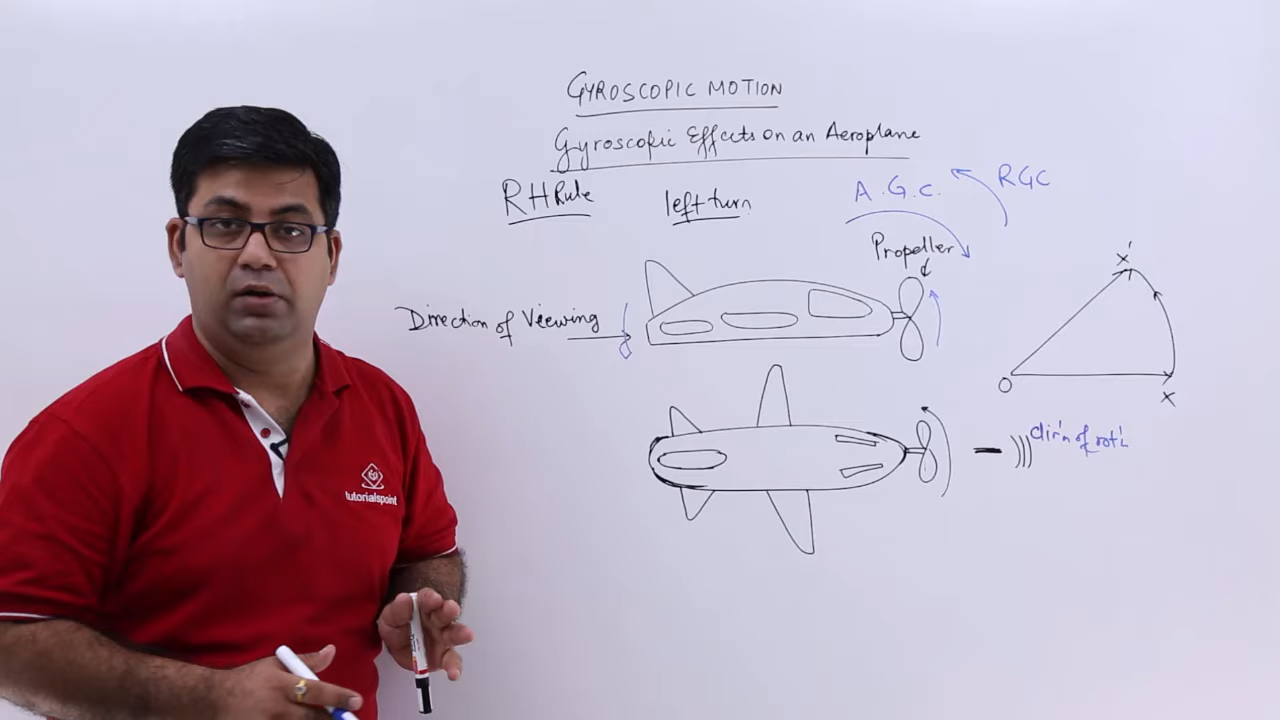 GYROSCOPIC MOTION
Gyroscopic Effects on an Aeroplane
RH Rule left turn A.G.C. RGC
Propeller
Direction of Viewing
X'
O
X
dir'n of rot'n
tutorialspoint